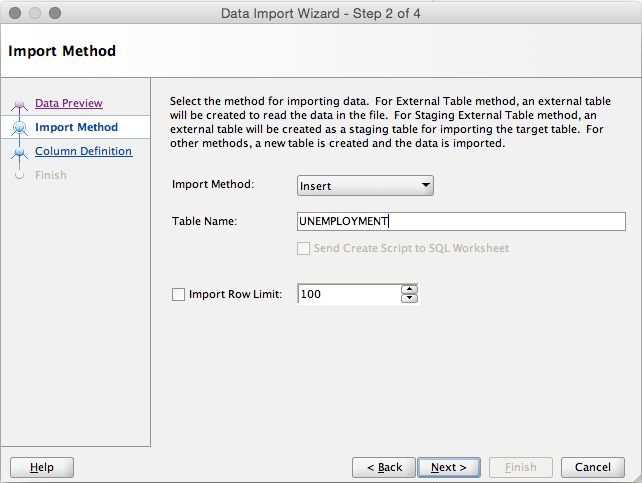 Data Import Wizard - Step 2 of 4
Import Method
Data Preview
Import Method
Column Definition
Finish
Select the method for importing data.  For External Table method, an external table
will be created to read the data in the file.  For Staging External Table method, an
external table will be created as a staging table for importing the target table.  For
other methods, a new table is created and the data is imported.
Import Method: Insert
Table Name: UNEMPLOYMENT
Send Create Script to SQL Worksheet
Import Row Limit: 100
Help < Back Next > Finish Cancel